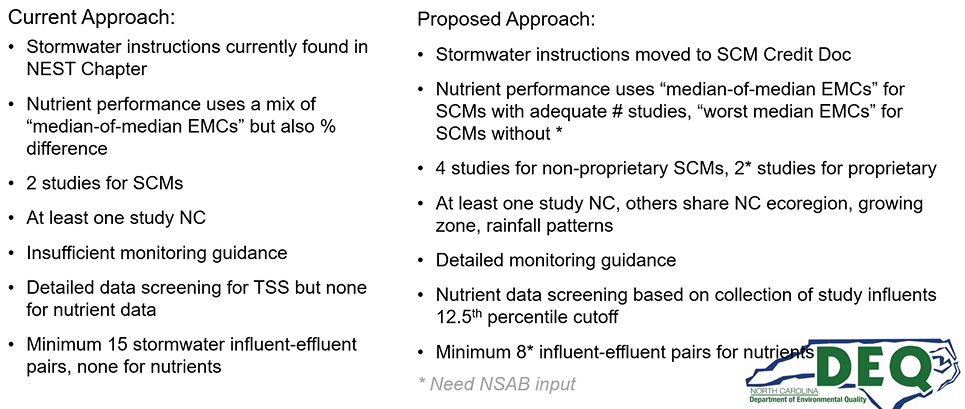 Current Approach:
• Stormwater instructions currently found in
NEST Chapter
• Nutrient performance uses a mix of
“median-of-median EMCs” but also %
difference
• 2 studies for SCMs
• At least one study NC
• Insufficient monitoring guidance
• Detailed data screening for TSS but none
for nutrient data
• Minimum 15 stormwater influent-effluent
pairs, none for nutrients
Proposed Approach:
• Stormwater instructions moved to SCM Credit Doc
• Nutrient performance uses “median-of-median EMCs” for
SCMs with adequate # studies, “worst median EMCs” for
SCMs without *
• 4 studies for non-proprietary SCMs, 2* studies for proprietary
• At least one study NC, others share NC ecoregion, growing
zone, rainfall patterns
• Detailed monitoring guidance
• Nutrient data screening based on collection of study influents
12.5th percentile cutoff
• Minimum 8* influent-effluent pairs for nutrients
* Need NSAB input
DEQ
NORTH CAROLINA
Department of Environmental Quality